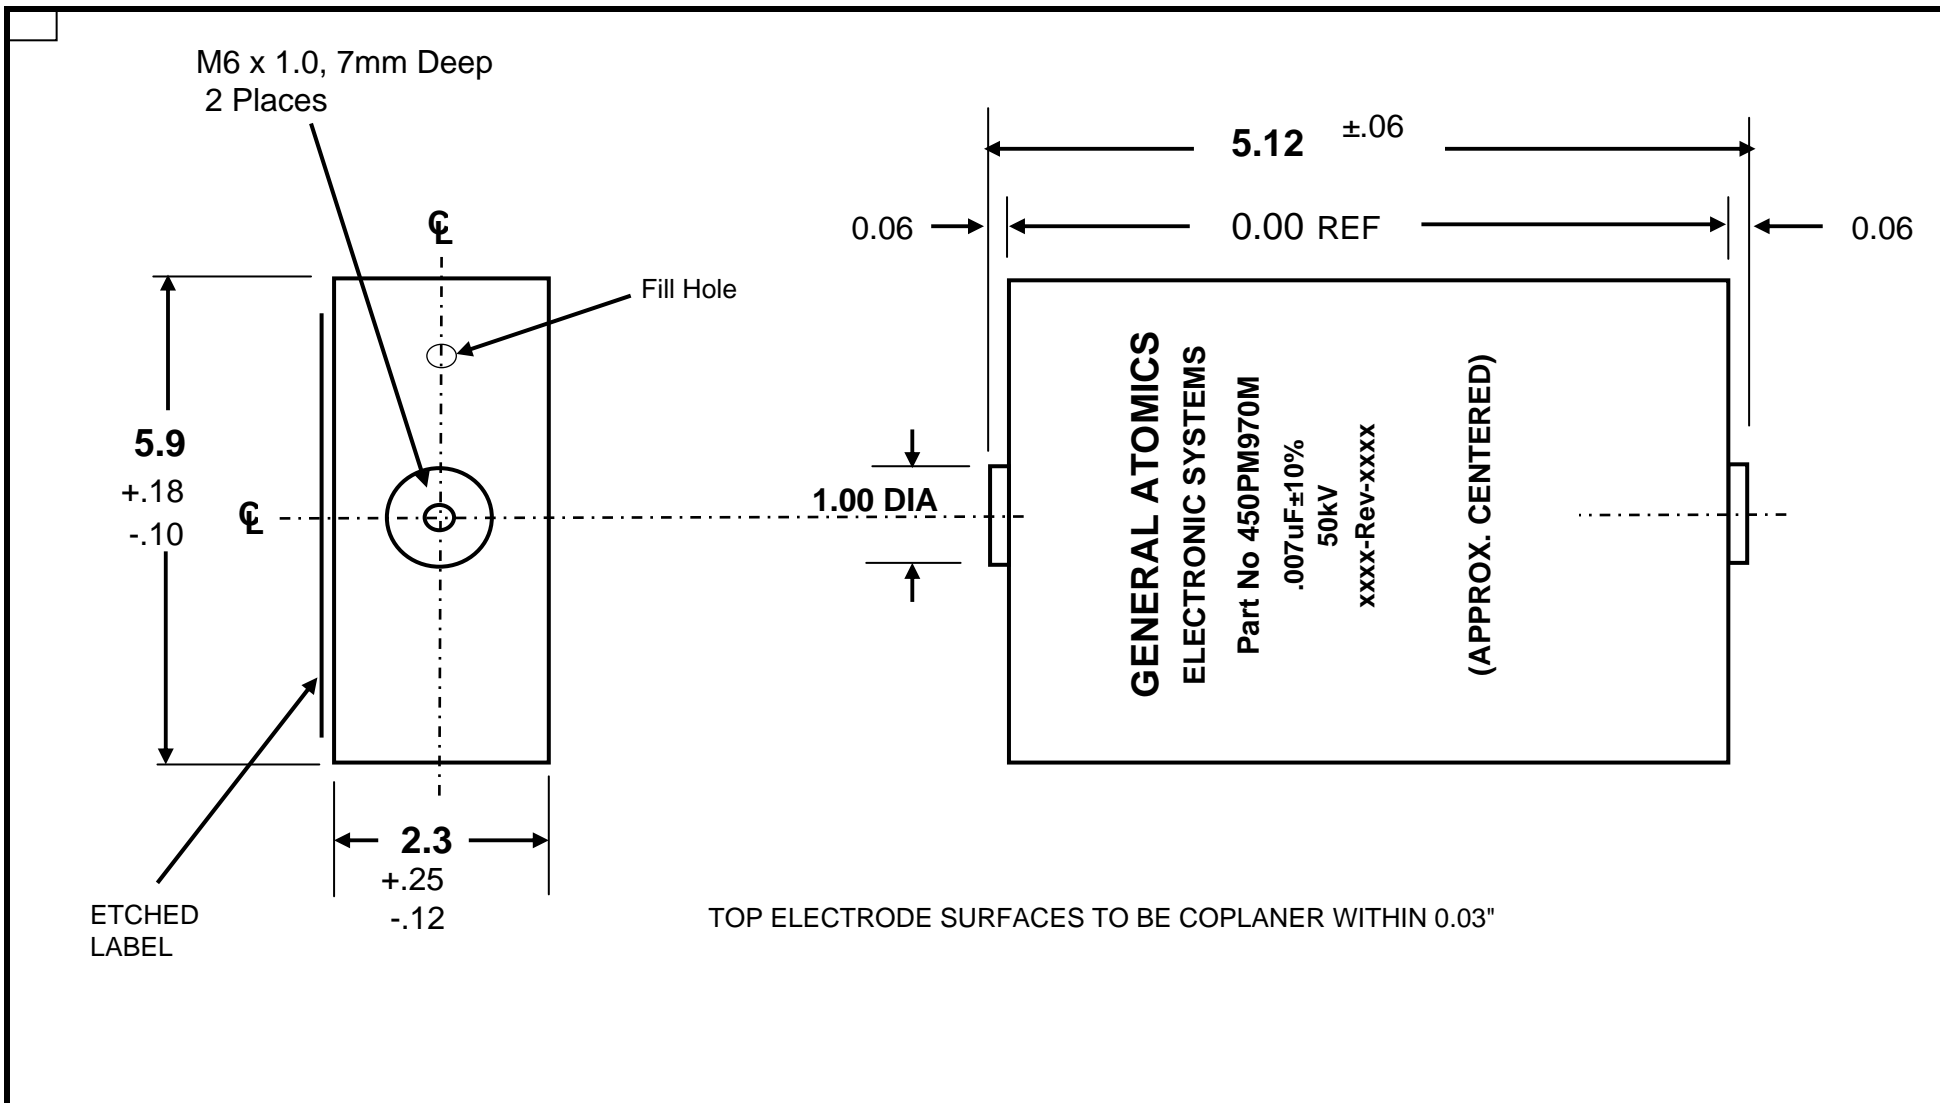 M6 x 1.0, 7mm Deep
2 Places
5.12 ±.06
0.06
0.00 REF
0.06
℄
Fill Hole
5.9
+.18
-.10
℄
1.00 DIA
GENERAL ATOMICS
ELECTRONIC SYSTEMS
Part No 450PM970M
.007uF±10%
50kV
xxxx-Rev-xxxx
(APPROX. CENTERED)
2.3
+.25
-.12
ETCHED
LABEL
TOP ELECTRODE SURFACES TO BE COPLANER WITHIN 0.03"